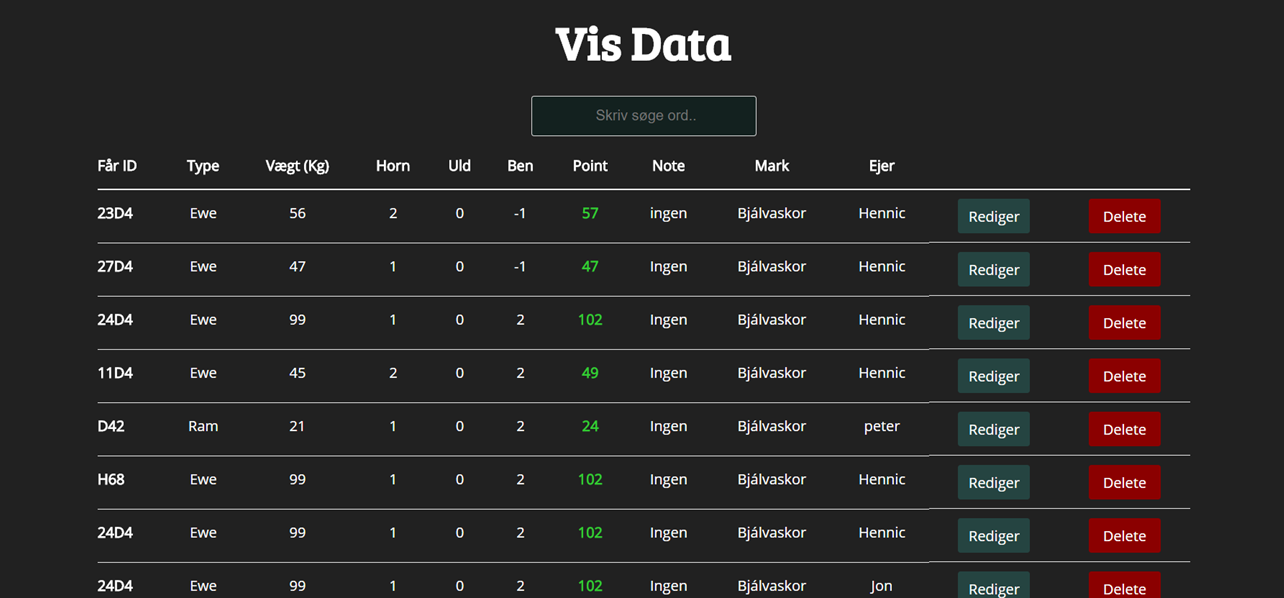 Vis Data
Skriv søge ord..
Får ID Type Vægt (Kg) Horn Uld Ben Point Note Mark Ejer
23D4 Ewe 56 2 0 -1 57 ingen Bjálvaskor Hennic Rediger Delete
27D4 Ewe 47 1 0 -1 47 Ingen Bjálvaskor Hennic Rediger Delete
24D4 Ewe 99 1 0 2 102 Ingen Bjálvaskor Hennic Rediger Delete
11D4 Ewe 45 2 0 2 49 Ingen Bjálvaskor Hennic Rediger Delete
D42 Ram 21 1 0 2 24 Ingen Bjálvaskor peter Rediger Delete
H68 Ewe 99 1 0 2 102 Ingen Bjálvaskor Hennic Rediger Delete
24D4 Ewe 99 1 0 2 102 Ingen Bjálvaskor Hennic Rediger Delete
24D4 Ewe 99 1 0 2 102 Ingen Bjálvaskor Jon Rediger Delete